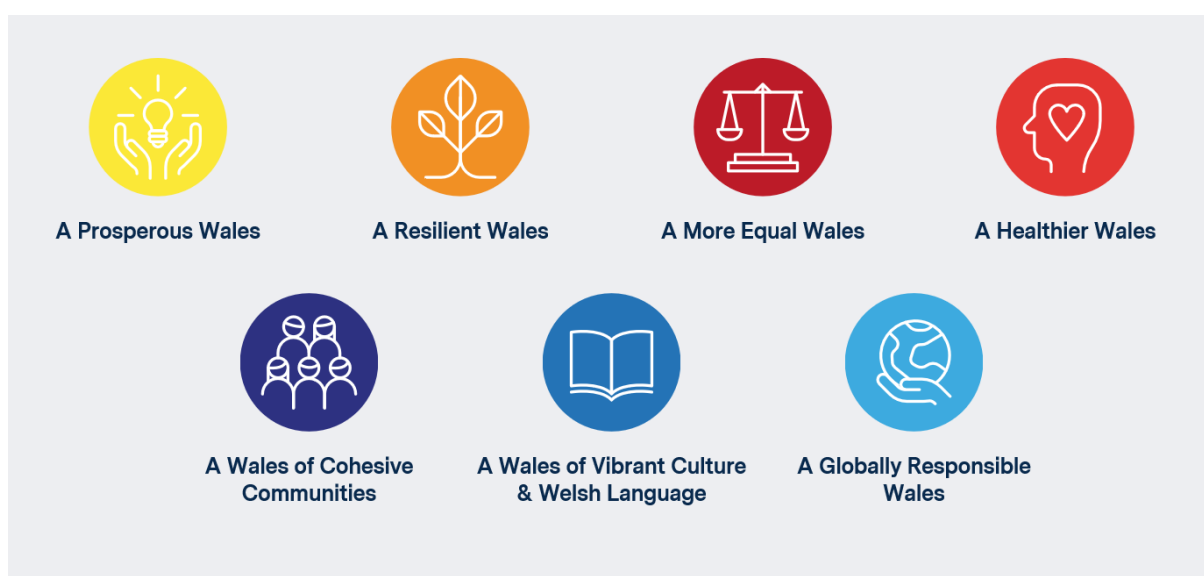 A Prosperous Wales
A Resilient Wales
A More Equal Wales
A Healthier Wales
A Wales of Cohesive
Communities
A Wales of Vibrant Culture
& Welsh Language
A Globally Responsible
Wales